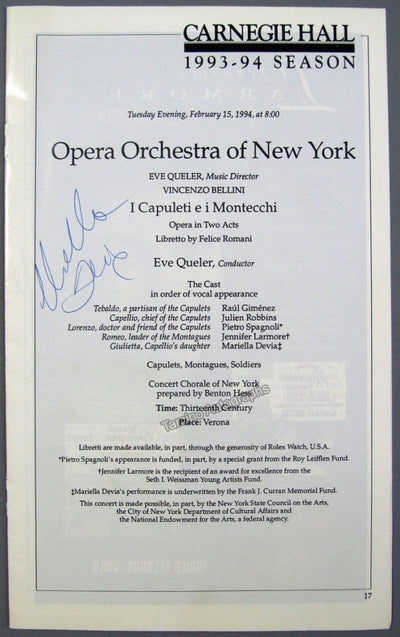 CARNEGIE HALL
1993-94 SEASON
Tuesday Evening, February 15, 1994, at 8:00
Opera Orchestra of New York
EVE QUELER, Music Director
VINCENZO BELLINI
I Capuleti e i Montecchi
Opera in Two Acts
Libretto by Felice Romani
Eve Queler, Conductor
Mariella Devia
The Cast
in order of vocal appearance
Tebaldo, a partisan of the Capulets Raúl Giménez
Capellio, chief of the Capulets Julien Robbins
Lorenzo, doctor and friend of the Capulets Pietro Spagnoli*
Romeo, leader of the Montagues Jennifer Larmore†
Giulietta, Capellio's daughter Mariella Devia‡
Capulets, Montagues, Soldiers
Concert Chorale of New York
prepared by Benton Hess
Tamino Autographs
Time: Thirteenth Century
Place: Verona
Libretti are made available, in part, through the generosity of Rolex Watch, U.S.A.
*Pietro Spagnoli's appearance is funded, in part, by a special grant from the Roy Leifflen Fund.
†Jennifer Larmore is the recipient of an award for excellence from the
Seth I. Weissman Young Artists Fund.
‡Mariella Devia's performance is underwritten by the Frank J. Curran Memorial Fund.
This concert is made possible, in part, by the New York State Council on the Arts,
the City of New York Department of Cultural Affairs and
the National Endowment for the Arts, a federal agency.
17